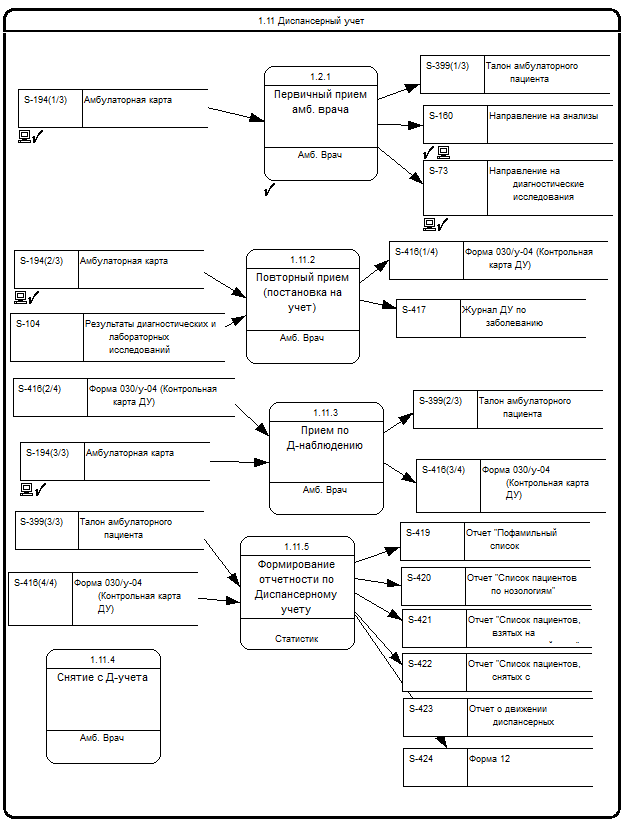 1.11 Диспансерный учет
1.2.1
Первичный прием
амб. врача
Амб. Врач
S-194(1/3) Амбулаторная карта
S-399(1/3) Талон амбулаторного
пациента
S-160 Направление на анализы
S-73 Направление на
диагностические
исследования
S-194(2/3) Амбулаторная карта
S-104 Результаты диагностических и
лабораторных
исследований
1.11.2
Повторный прием
(постановка на
учет)
Амб. Врач
S-416(1/4) Форма 030/у-04 (Контрольная
карта ДУ)
S-417 Журнал ДУ по
заболеванию
S-416(2/4) Форма 030/у-04 (Контрольная
карта ДУ)
S-194(3/3) Амбулаторная карта
1.11.3
Прием по
Д-наблюдению
Амб. Врач
S-399(2/3) Талон амбулаторного
пациента
S-416(3/4) Форма 030/у-04
(Контрольная карта
ДУ)
S-399(3/3) Талон амбулаторного
пациента
S-416(4/4) Форма 030/у-04
(Контрольная карта
ДУ)
1.11.5
Формирование
отчетности по
Диспансерному
учету
Статистик
S-419 Отчет "Пофамильный
список
S-420 Отчет "Список пациентов
по нозологиям"
S-421 Отчет "Список пациентов,
взятых на
S-422 Отчет "Список пациентов,
снятых с
S-423 Отчет о движении
диспансерных
S-424 Форма 12
1.11.4
Снятие с Д-учета
Амб. Врач